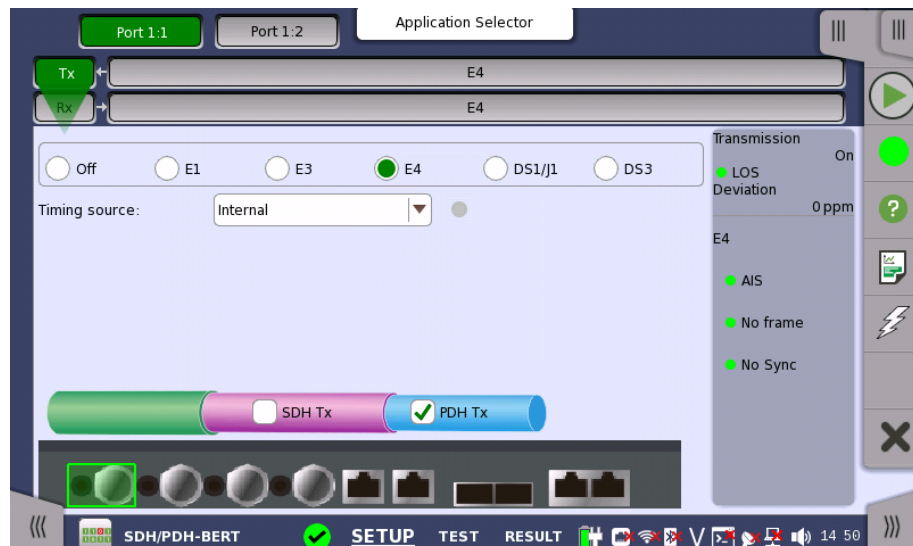 Port 1:1 Port 1:2 Application Selector
Tx E4
Rx E4
Off E1 E3 E4 DS1/J1 DS3
Timing source: Internal
Transmission
On
LOS
Deviation
0 ppm
E4
AIS
No frame
No Sync
SDH Tx PDH Tx
SDH/PDH-BERT SETUP TEST RESULT V 14 50